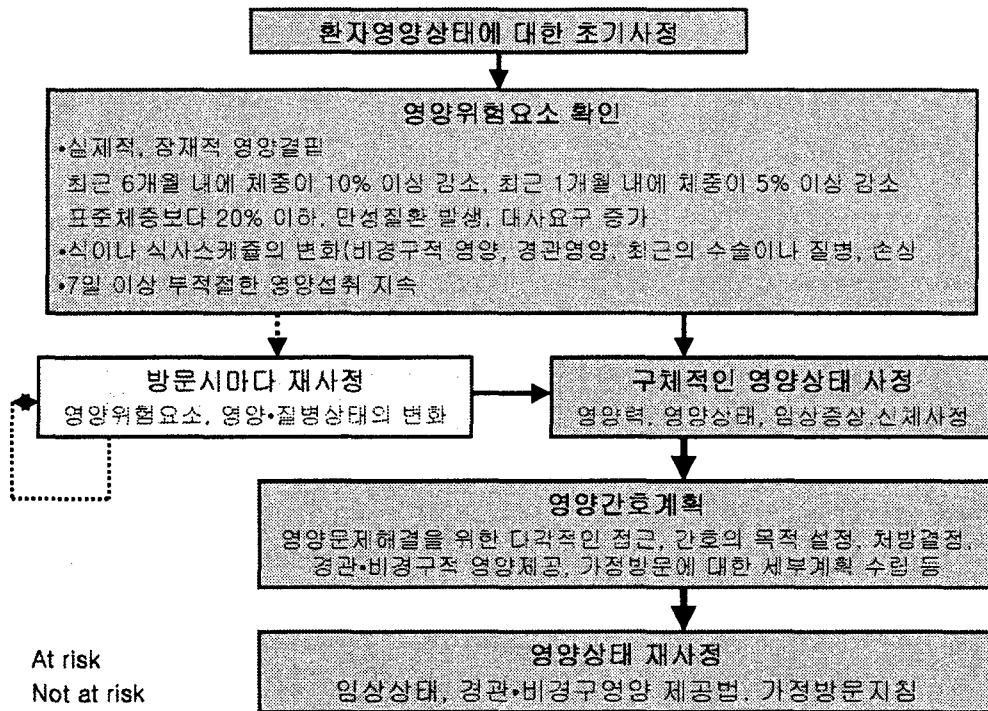 환자영양상태에 대한 초기사정
영양위험요소 확인
•실제적, 잠재적 영양결핍
최근 6개월 내에 체중이 10% 이상 감소, 최근 1개월 내에 체중이 5% 이상 감소
표준체중보다 20% 이하, 만성질환 발생, 대사요구 증가
•식이나 식사스케쥴의 변화(비경구적 영양, 경관영양, 최근의 수술이나 질병, 손상
•7일 이상 부적절한 영양섭취 지속
방문시마다 재사정
영양위험요소, 영양•질병상태의 변화
구체적인 영양상태 사정
영양력, 영양상태, 임상증상,신체사정
영양간호계획
영양문제해결을 위한 다각적인 접근, 간호의 목적 설정, 처방결정,
경관•비경구적 영양제공, 가정방문에 대한 세부계획 수립 등
영양상태 재사정
임상상태, 경관•비경구영양 제공법, 가정방문지침
At risk
Not at risk